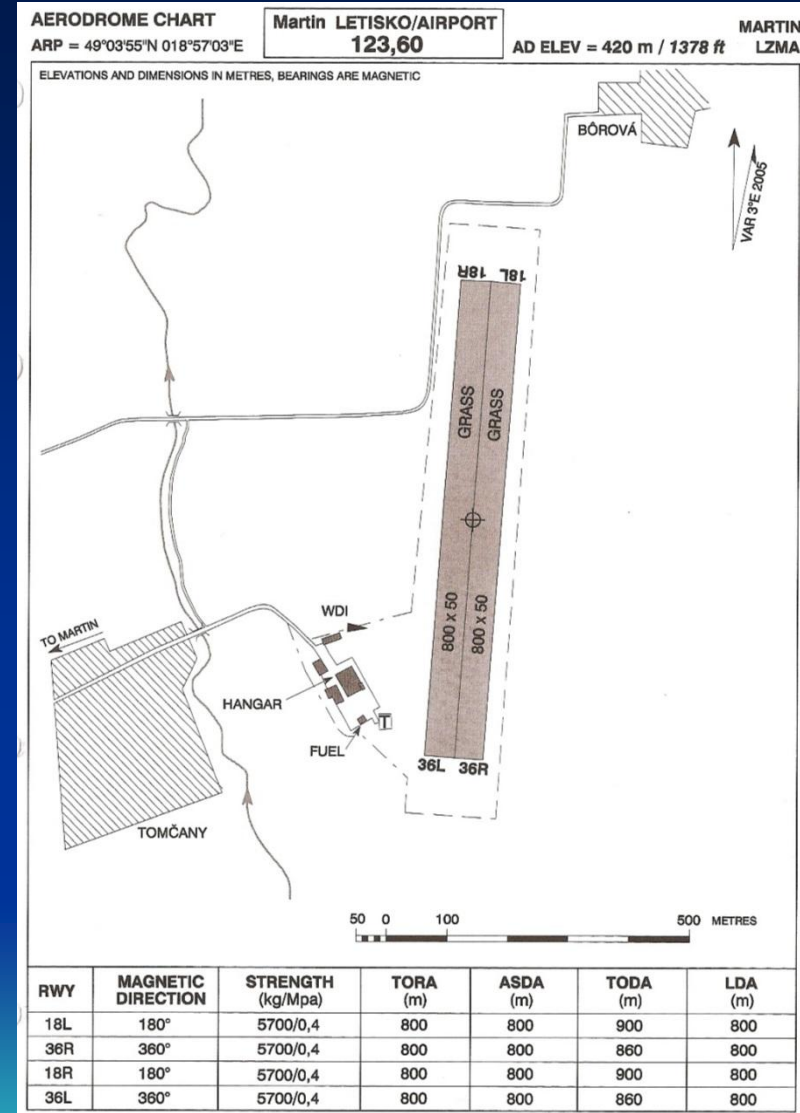 AERODROME CHART
ARP = 49°03'55"N 018°57'03"E
Martin LETISKO/AIRPORT
123,60
AD ELEV = 420 m / 1378 ft
MARTIN
LZMA
ELEVATIONS AND DIMENSIONS IN METRES, BEARINGS ARE MAGNETIC
BÔROVÁ
VAR 3°E 2005
18R 18L
GRASS
GRASS
800 x 50
800 x 50
WDI
TO MARTIN
HANGAR
T
FUEL
36L 36R
TOMČANY
50 0 100 500 METRES
RWY MAGNETIC DIRECTION STRENGTH (kg/Mpa) TORA (m) ASDA (m) TODA (m) LDA (m)
18L 180° 5700/0,4 800 800 900 800
36R 360° 5700/0,4 800 800 860 800
18R 180° 5700/0,4 800 800 900 800
36L 360° 5700/0,4 800 800 860 800